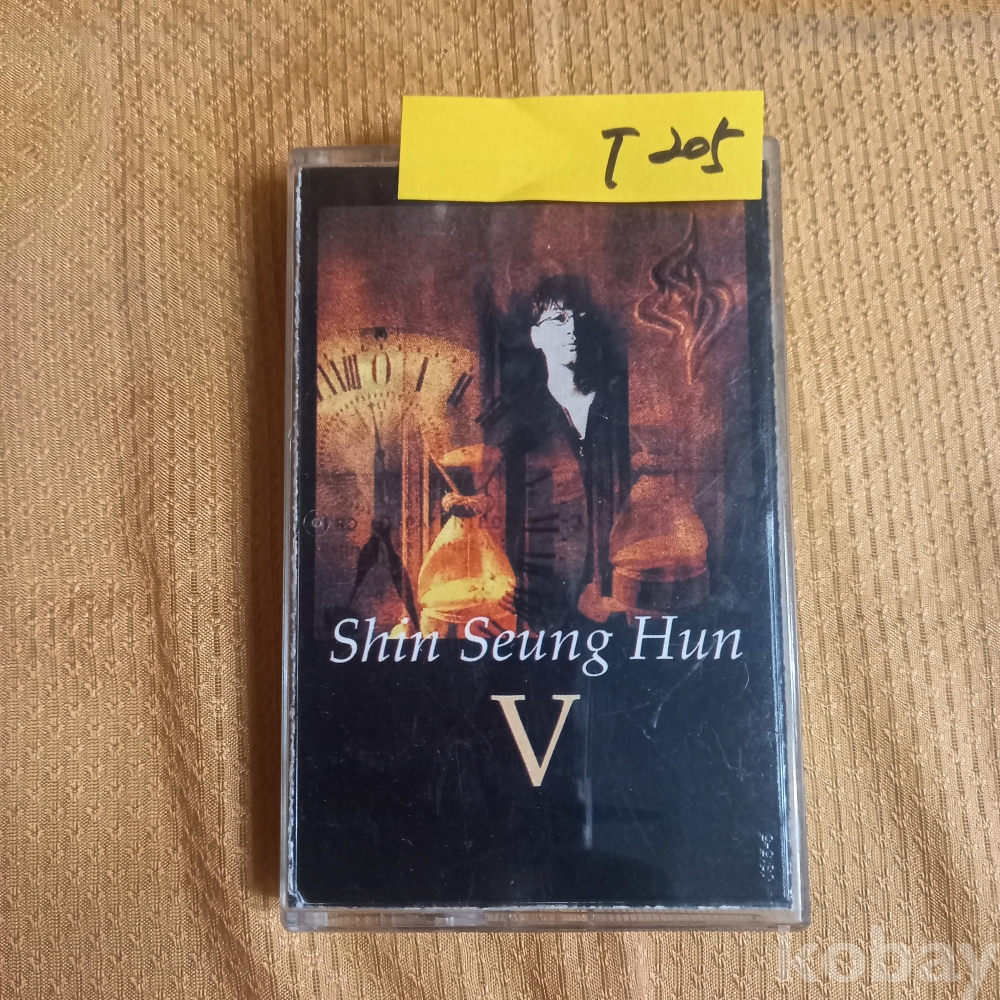 T 205
Shin Seung Hun
V
kobay